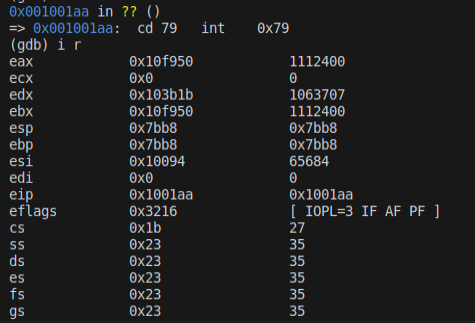 0x001001aa in ?? ()
=> 0x001001aa:  cd 79   int    0x79
(gdb) i r
eax            0x10f950            1112400
ecx            0x0                 0
edx            0x103b1b            1063707
ebx            0x10f950            1112400
esp            0x7bb8              0x7bb8
ebp            0x7bb8              0x7bb8
esi            0x10094             65684
edi            0x0                 0
eip            0x1001aa            0x1001aa
eflags         0x3216              [ IOPL=3 IF AF PF ]
cs             0x1b                27
ss             0x23                35
ds             0x23                35
es             0x23                35
fs             0x23                35
gs             0x23                35